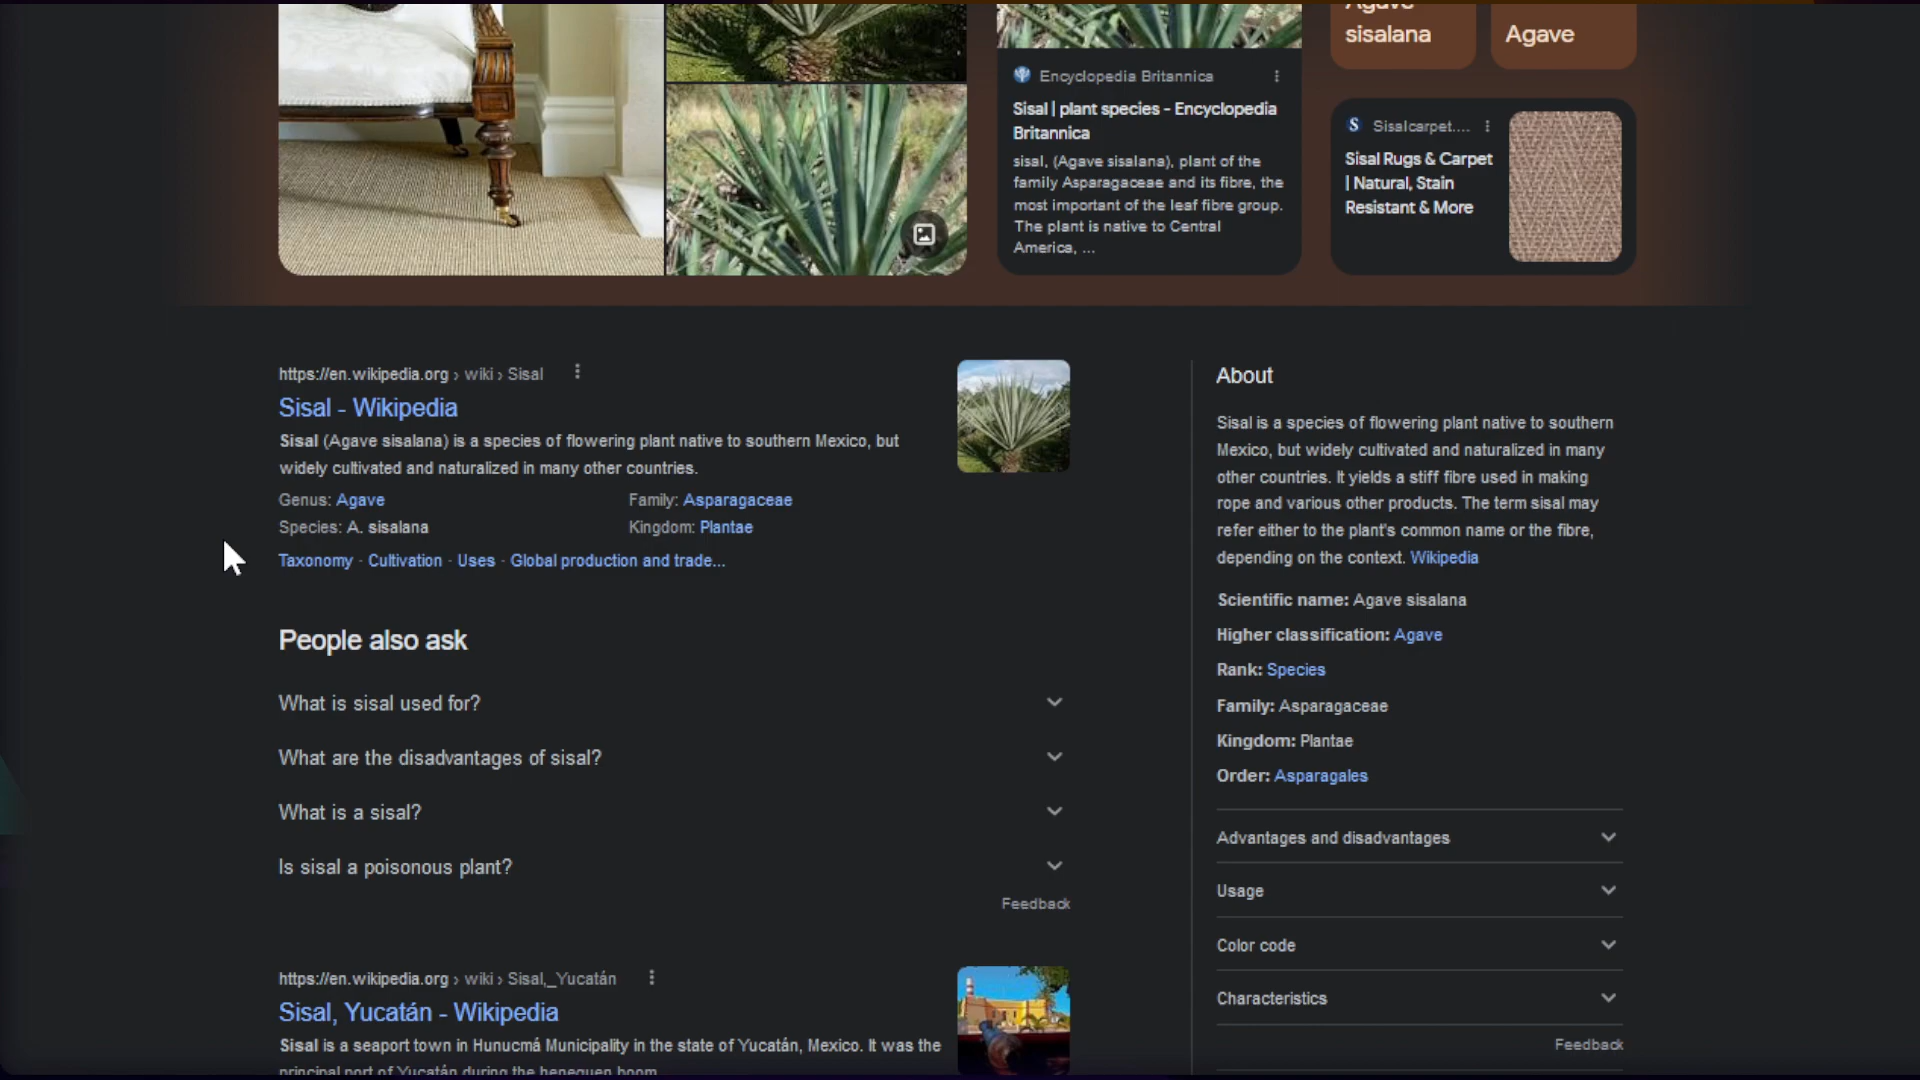 Agave
sisalana
Agave
Encyclopedia Britannica
Sisal | plant species - Encyclopedia
Britannica
sisal, (Agave sisalana), plant of the
family Asparagaceae and its fibre, the
most important of the leaf fibre group.
The plant is native to Central
America, ...
S Sisalcarpet....
Sisal Rugs & Carpet
| Natural, Stain
Resistant & More
https://en.wikipedia.org › wiki › Sisal
Sisal - Wikipedia
Sisal (Agave sisalana) is a species of flowering plant native to southern Mexico, but
widely cultivated and naturalized in many other countries.
Genus: Agave Family: Asparagaceae
Species: A. sisalana Kingdom: Plantae
Taxonomy · Cultivation · Uses · Global production and trade...
People also ask
What is sisal used for?
What are the disadvantages of sisal?
What is a sisal?
Is sisal a poisonous plant?
Feedback
https://en.wikipedia.org › wiki › Sisal,_Yucatán
Sisal, Yucatán - Wikipedia
Sisal is a seaport town in Hunucmá Municipality in the state of Yucatán, Mexico. It was the
principal port of Yucatán during the henequen boom
About
Sisal is a species of flowering plant native to southern
Mexico, but widely cultivated and naturalized in many
other countries. It yields a stiff fibre used in making
rope and various other products. The term sisal may
refer either to the plant's common name or the fibre,
depending on the context. Wikipedia
Scientific name: Agave sisalana
Higher classification: Agave
Rank: Species
Family: Asparagaceae
Kingdom: Plantae
Order: Asparagales
Advantages and disadvantages
Usage
Color code
Characteristics
Feedback